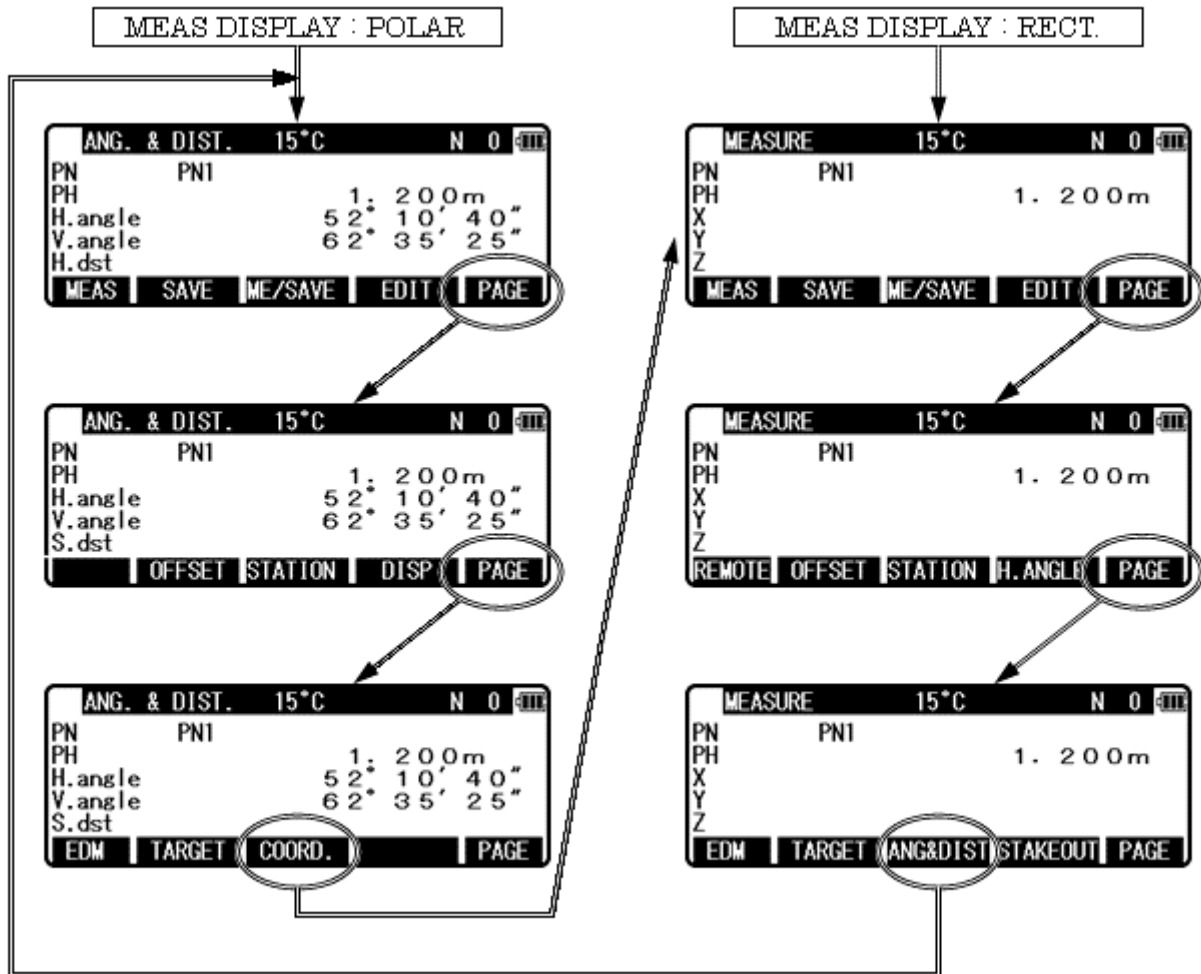 MEAS DISPLAY : POLAR
ANG. & DIST. 15°C N 0
PN PN1
PH 1. 200m
H.angle 52° 10′ 40″
V.angle 62° 35′ 25″
H.dst
MEAS SAVE ME/SAVE EDIT PAGE
ANG. & DIST. 15°C N 0
PN PN1
PH 1. 200m
H.angle 52° 10′ 40″
V.angle 62° 35′ 25″
S.dst
OFFSET STATION DISP PAGE
ANG. & DIST. 15°C N 0
PN PN1
PH 1. 200m
H.angle 52° 10′ 40″
V.angle 62° 35′ 25″
S.dst
EDM TARGET COORD. PAGE
MEAS DISPLAY : RECT.
MEASURE 15°C N 0
PN PN1
PH 1. 200m
X
Y
Z
MEAS SAVE ME/SAVE EDIT PAGE
MEASURE 15°C N 0
PN PN1
PH 1. 200m
X
Y
Z
REMOTE OFFSET STATION H.ANGLE PAGE
MEASURE 15°C N 0
PN PN1
PH 1. 200m
X
Y
Z
EDM TARGET ANG&DIST STAKEOUT PAGE